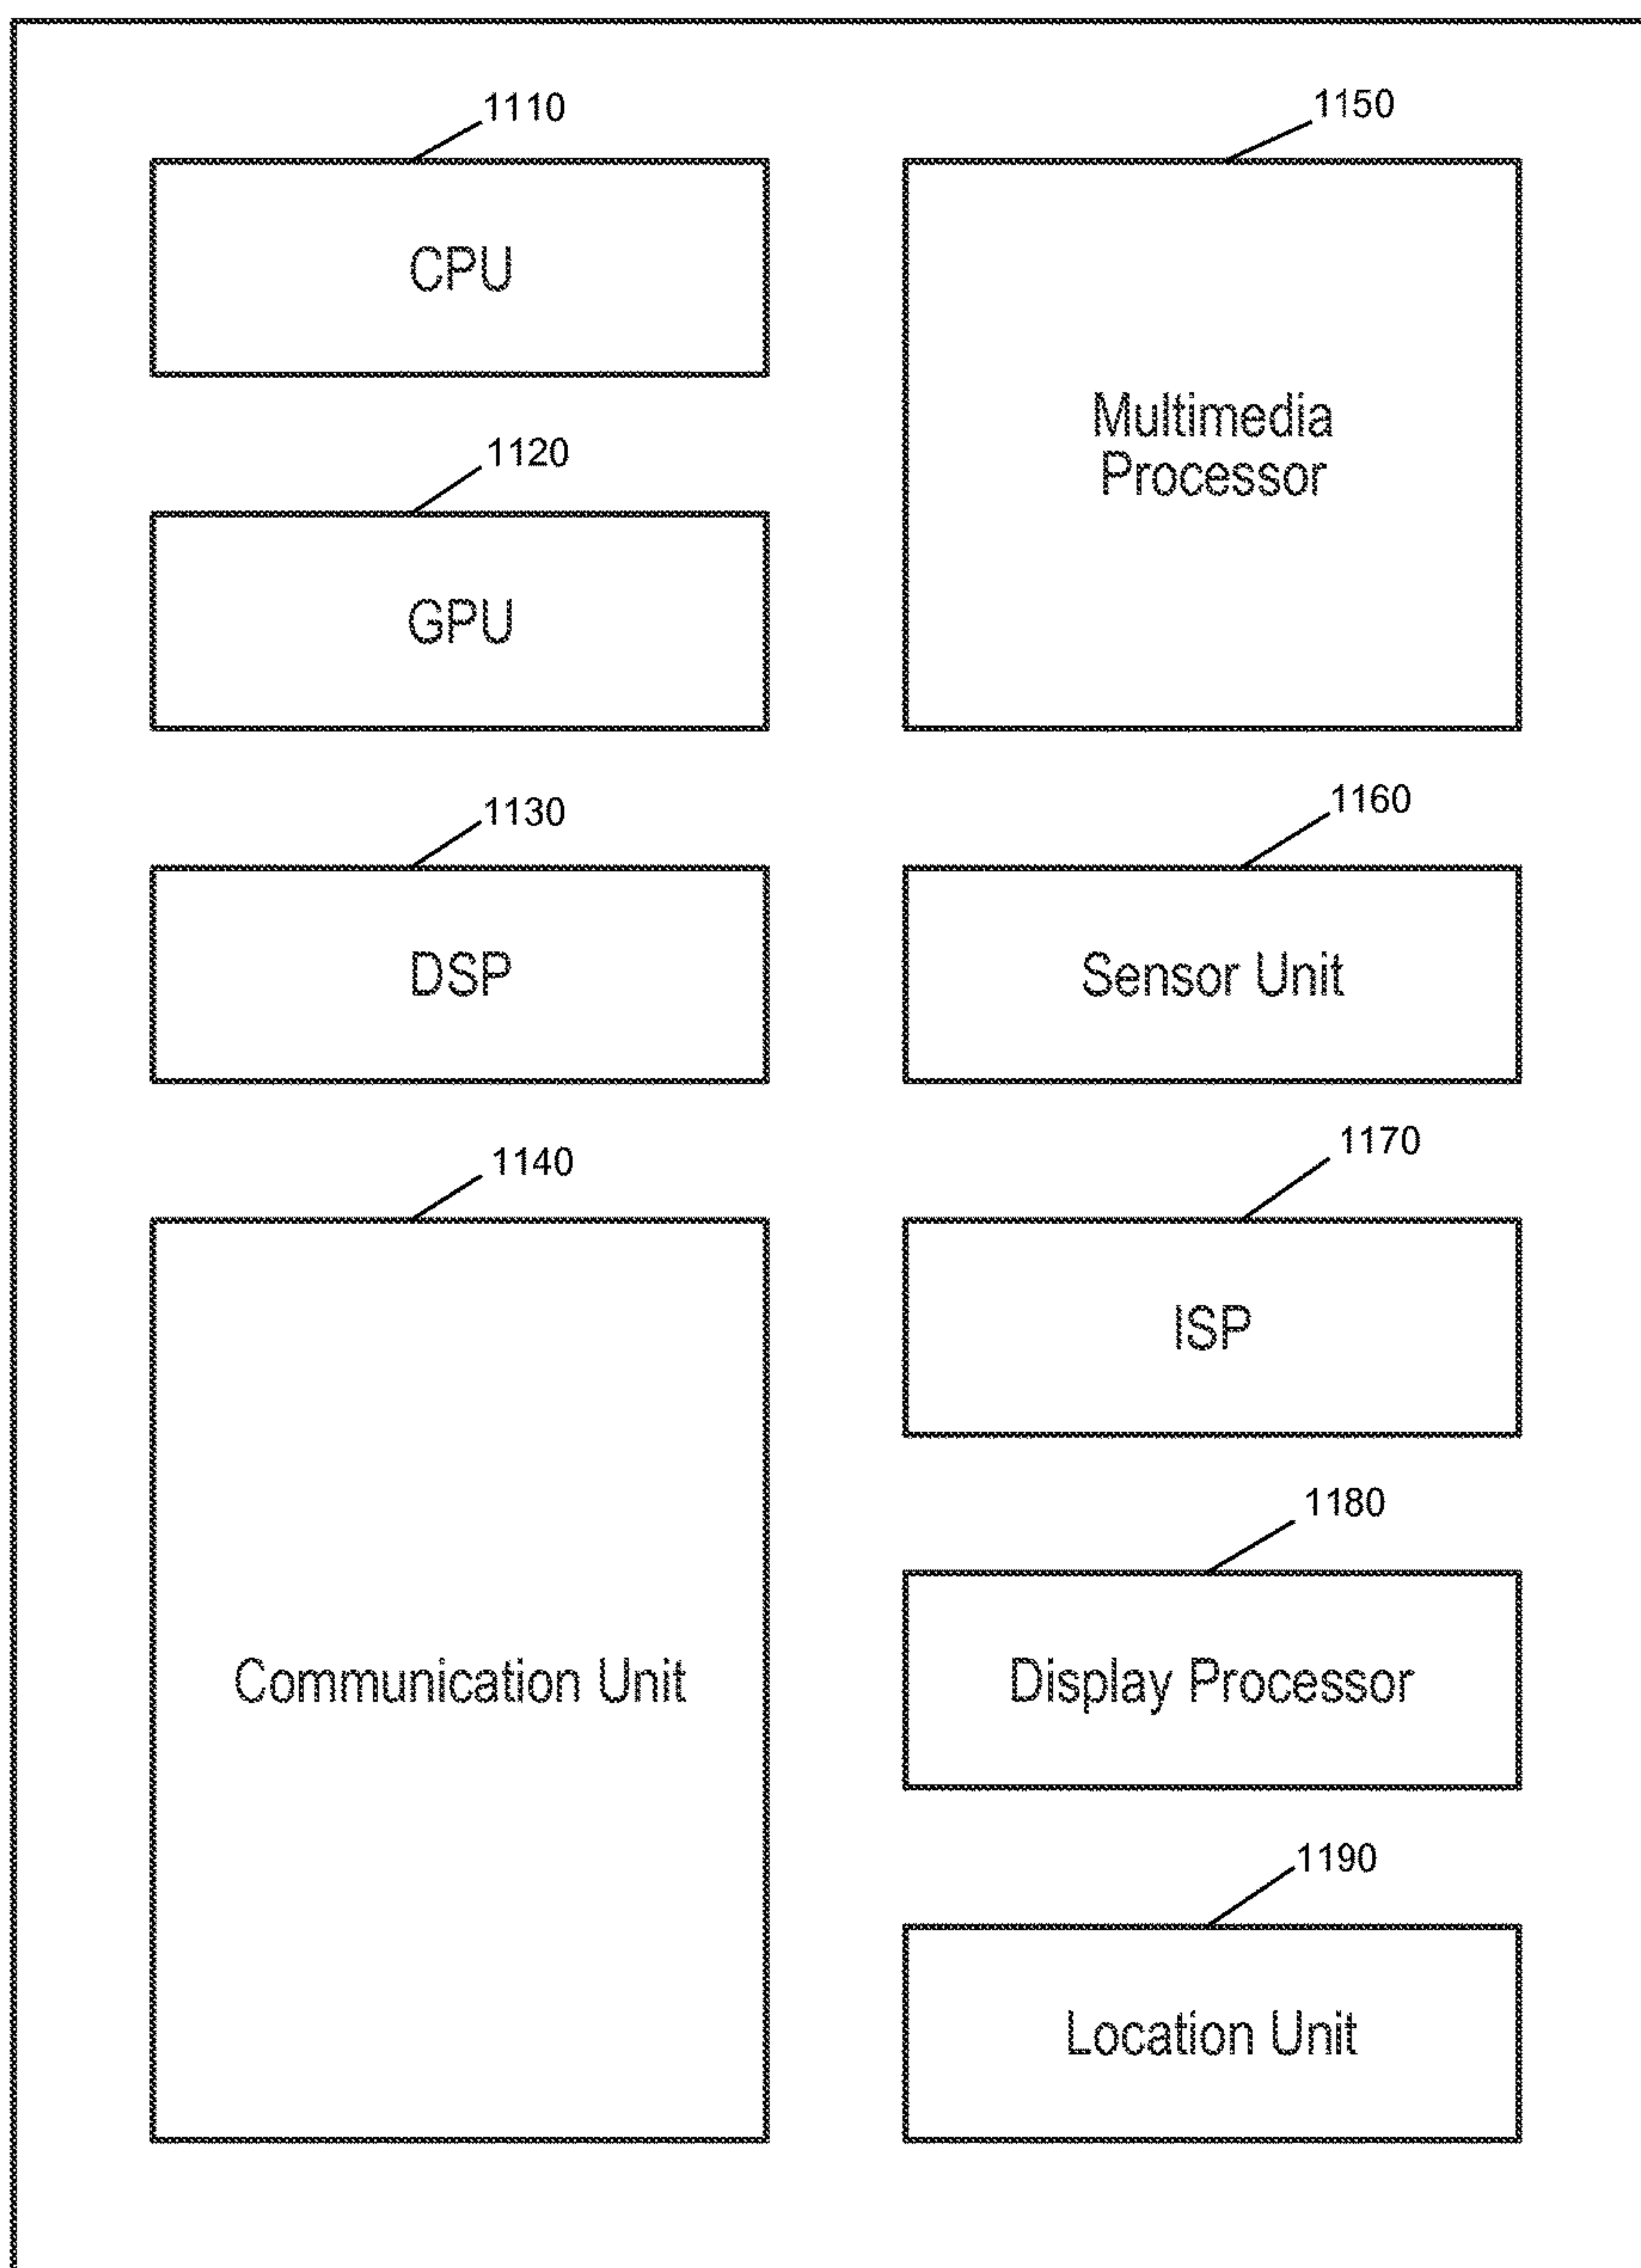 1110
CPU
1120
GPU
1130
DSP
1140
Communication Unit
1150
Multimedia
Processor
1160
Sensor Unit
1170
ISP
1180
Display Processor
1190
Location Unit